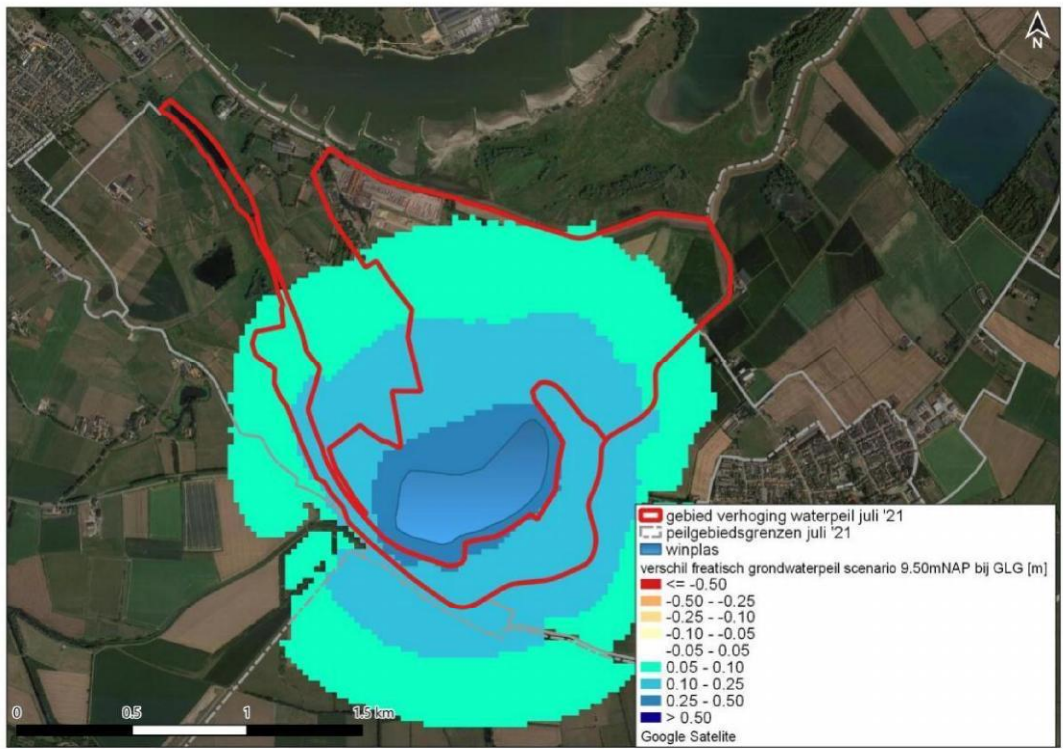 N
gebied verhoging waterpeil juli '21
peilgebiedsgrenzen juli '21
winplas
verschil freatisch grondwaterpeil scenario 9.50mNAP bij GLG [m]
<= -0.50
-0.50 - -0.25
-0.25 - -0.10
-0.10 - -0.05
-0.05 - 0.05
0.05 - 0.10
0.10 - 0.25
0.25 - 0.50
> 0.50
Google Satelite
0 0.5 1 1.5 km